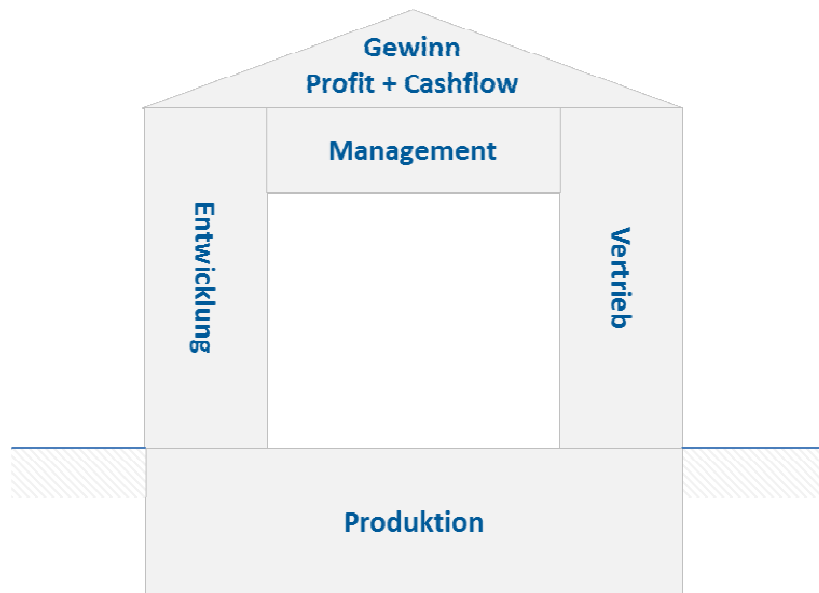 Gewinn
Profit + Cashflow
Management
Entwicklung
Vertrieb
Produktion